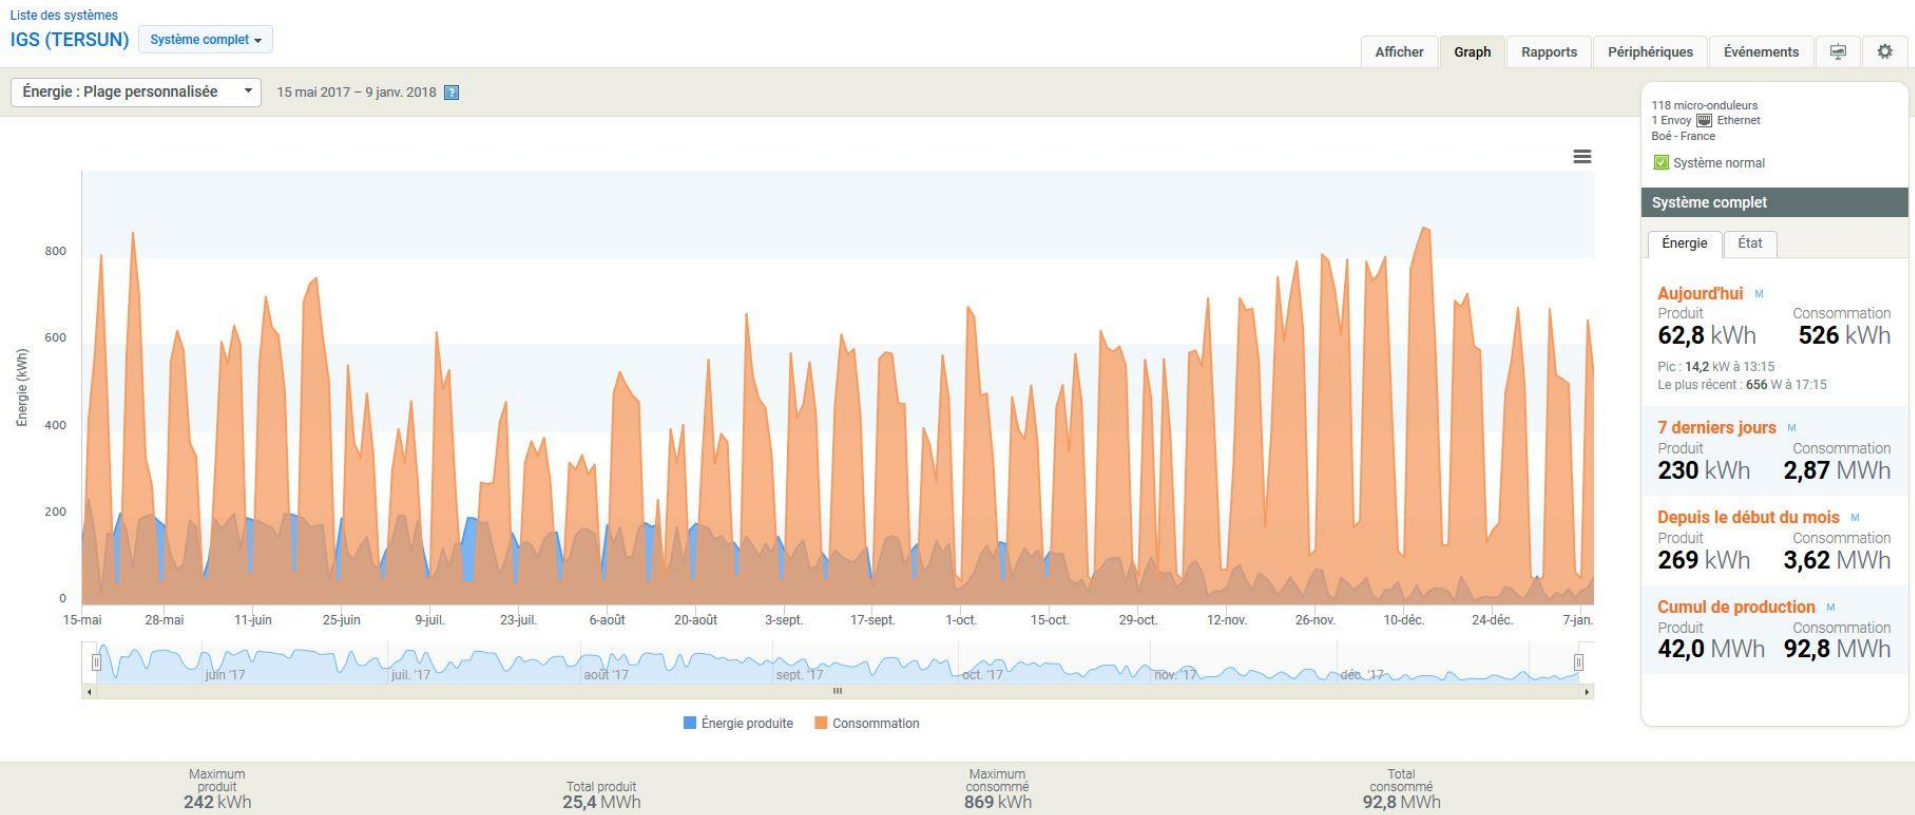 Liste des systèmes
IGS (TERSUN) Système complet
Afficher Graph Rapports Périphériques Événements
Énergie : Plage personnalisée 15 mai 2017 – 9 janv. 2018 ?
118 micro-onduleurs
1 Envoy Ethernet
Boé - France
Système normal
Système complet
Énergie État
Aujourd'hui M
Produit Consommation
62,8 kWh 526 kWh
Pic : 14,2 kW à 13:15
Le plus récent : 656 W à 17:15
7 derniers jours M
Produit Consommation
230 kWh 2,87 MWh
Depuis le début du mois M
Produit Consommation
269 kWh 3,62 MWh
Cumul de production M
Produit Consommation
42,0 MWh 92,8 MWh
Énergie (kWh)
800
600
400
200
0
15-mai 28-mai 11-juin 25-juin 9-juil. 23-juil. 6-août 20-août 3-sept. 17-sept. 1-oct. 15-oct. 29-oct. 12-nov. 26-nov. 10-déc. 24-déc. 7-jan.
juin '17 juil. '17 août '17 sept. '17 oct. '17 nov. '17 déc. '17
Énergie produite Consommation
Maximum
produit
242 kWh
Total produit
25,4 MWh
Maximum
consommé
869 kWh
Total
consommé
92,8 MWh